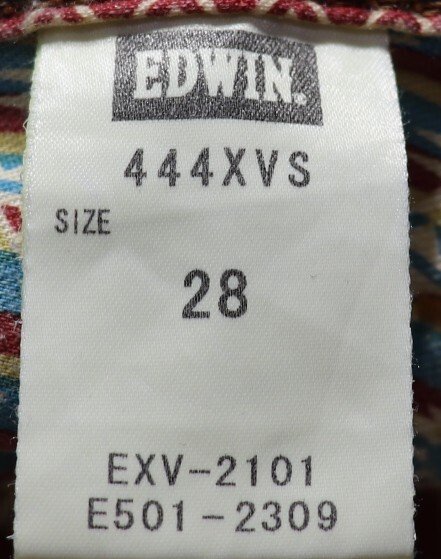 EDWIN.
444XVS
SIZE
28
EXV-2101
E501-2309